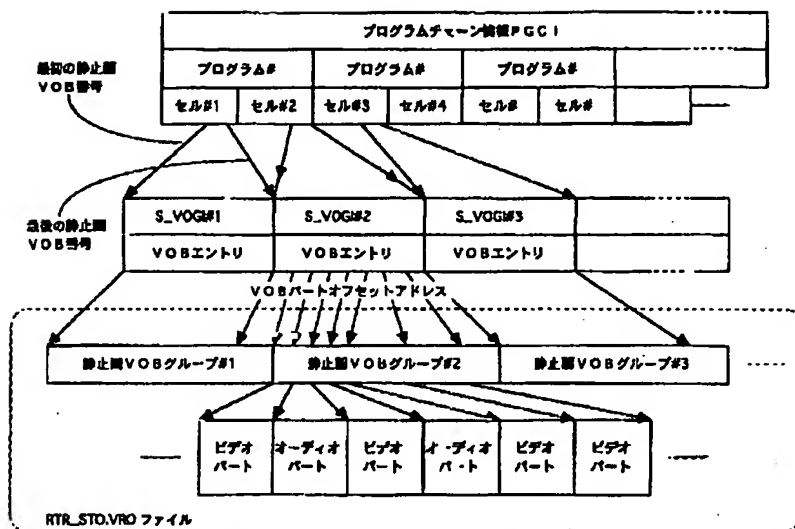 プログラムチェーン情報PGCI
最初の静止画
VOB番号
プログラム# プログラム# プログラム#
セル#1 セル#2 セル#3 セル#4 セル# セル#
最後の静止画
VOB番号
S_VOGI#1 S_VOGI#2 S_VOGI#3
VOBエントリ VOBエントリ VOBエントリ
VOBパートオフセットアドレス
静止画VOBグループ#1 静止画VOBグループ#2 静止画VOBグループ#3
ビデオ オーディオ ビデオ オーディオ ビデオ ビデオ
パート パート パート パート パート パート
RTR_STO.VRO ファイル